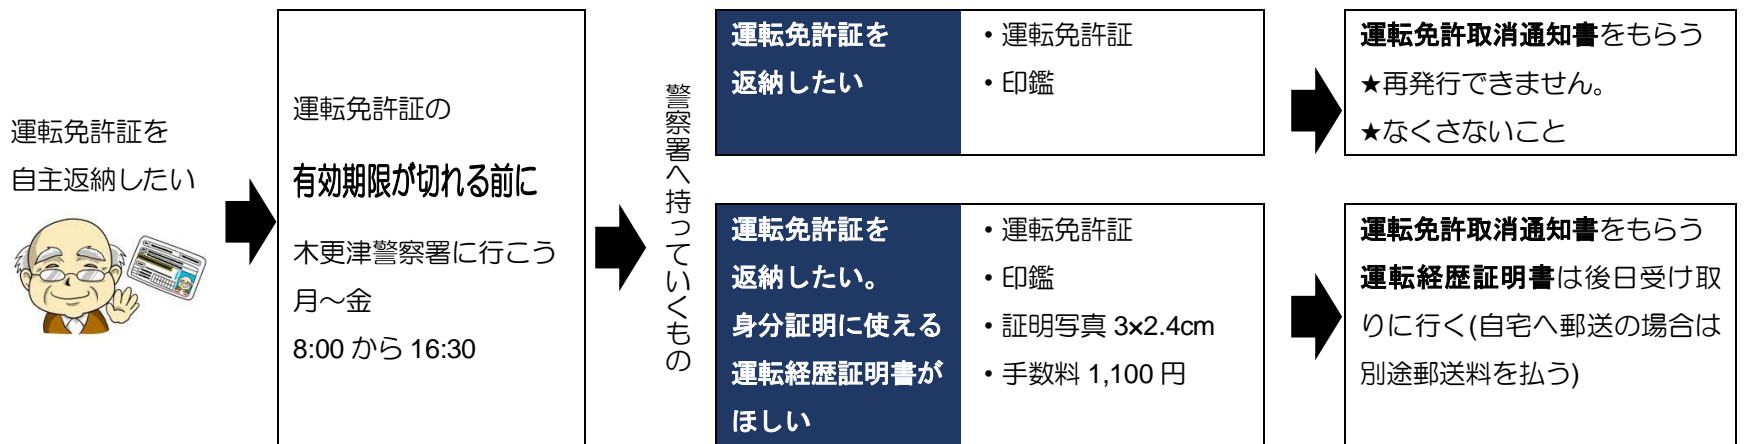 運転免許証を
自主返納したい
運転免許証の
有効期限が切れる前に
木更津警察署に行こう
月～金
8:00 から 16:30
警察署へ持っていくもの
運転免許証を
返納したい
・運転免許証
・印鑑
運転免許取消通知書をもらう
★再発行できません。
★なくさないこと
運転免許証を
返納したい。
身分証明に使える
運転経歴証明書が
ほしい
・運転免許証
・印鑑
・証明写真 3×2.4cm
・手数料 1,100 円
運転免許取消通知書をもらう
運転経歴証明書は後日受け取
りに行く(自宅へ郵送の場合は
別途郵送料を払う)